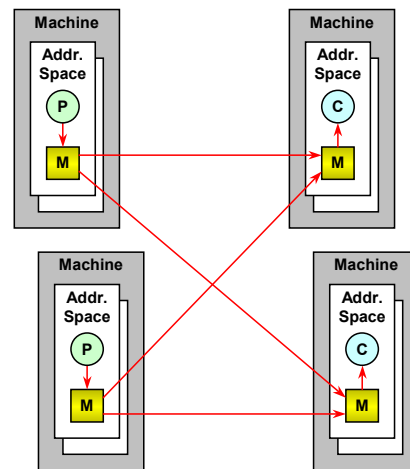 Machine
Addr.
Space
P
M
Machine
Addr.
Space
C
M
Machine
Addr.
Space
P
M
Machine
Addr.
Space
C
M